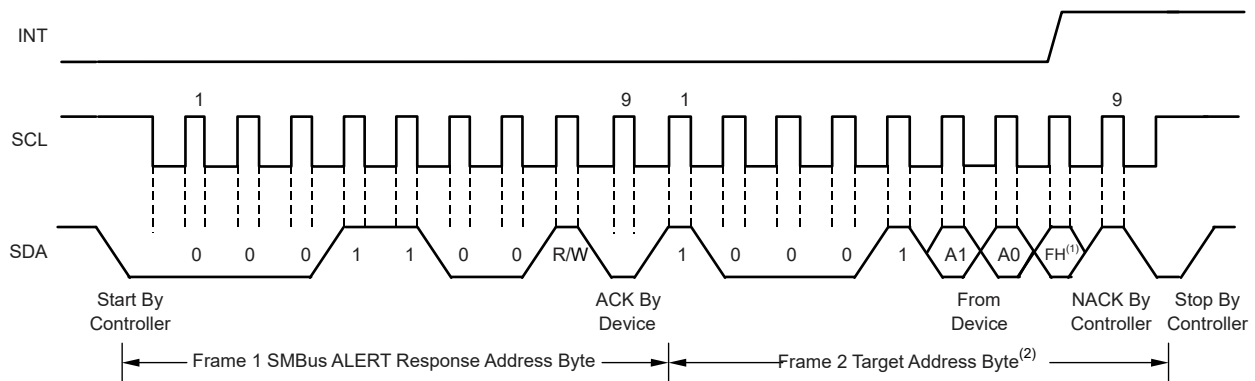 INT
1 9 1 9
SCL
SDA
0 0 0 1 1 0 0 R/W 1 0 0 0 1 A1 A0 FH(1)
Start By
Controller
ACK By
Device
From
Device
NACK By
Controller
Stop By
Controller
Frame 1 SMBus ALERT Response Address Byte
Frame 2 Target Address Byte(2)